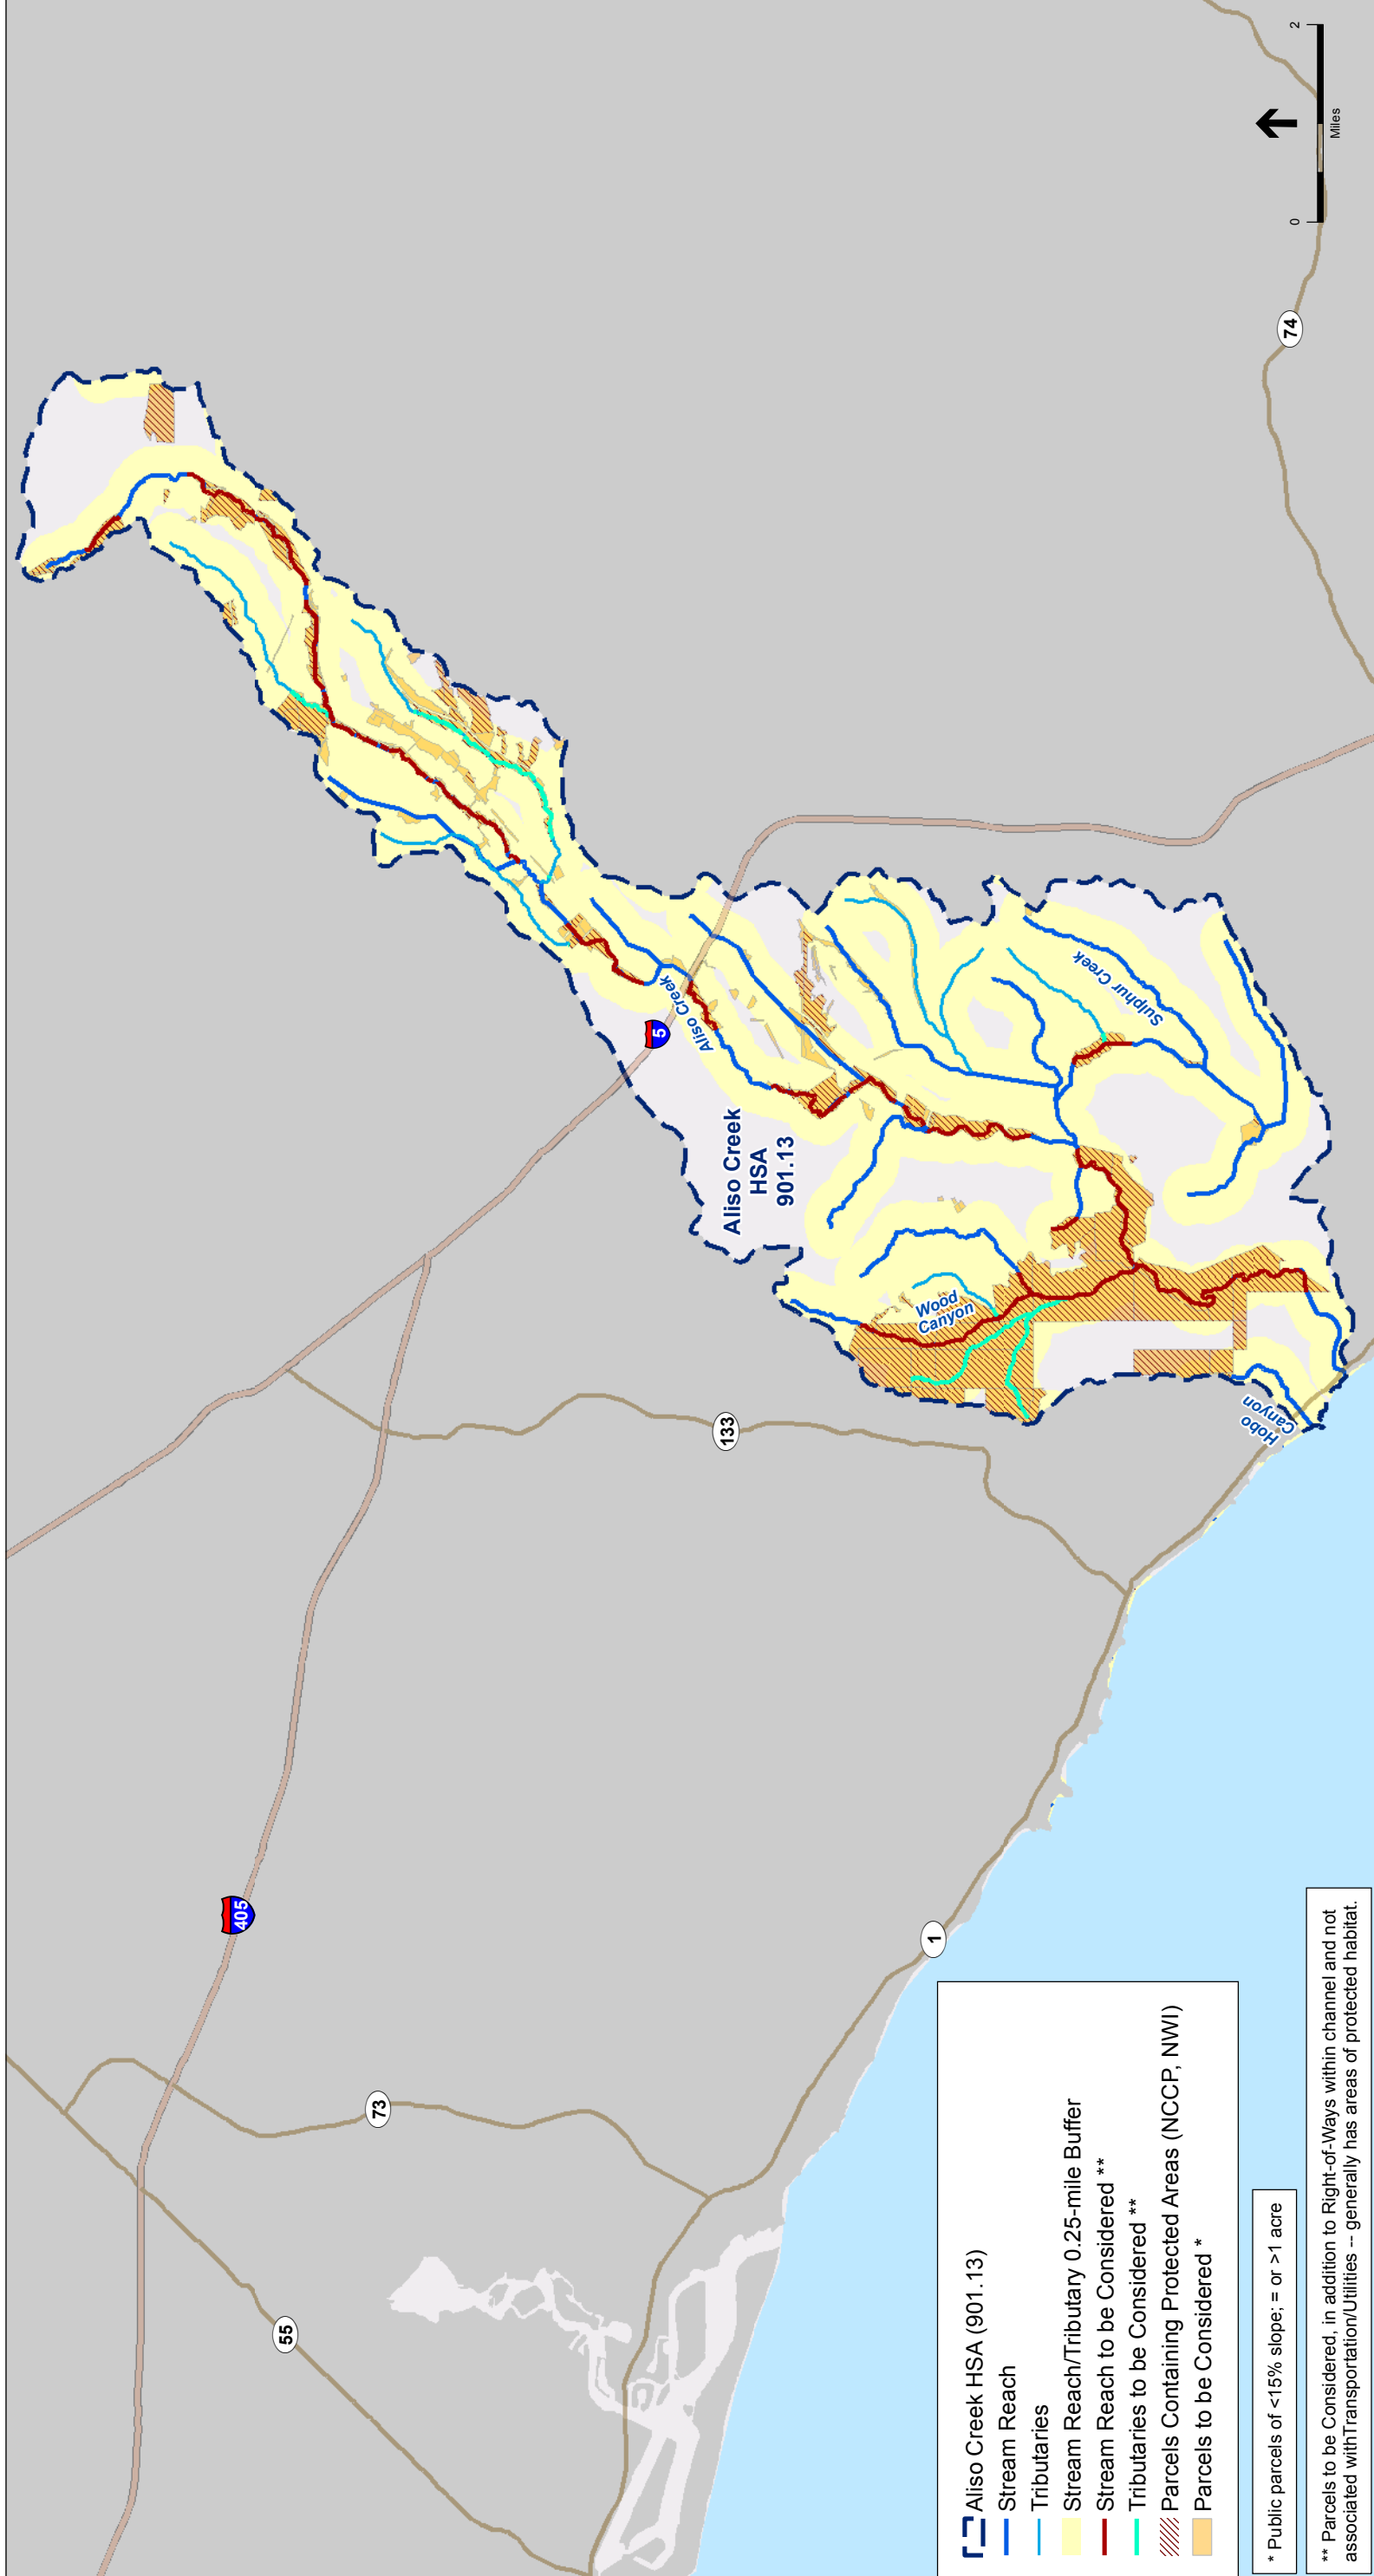 Aliso Creek
HSA
901.13
Aliso Creek
Sulphur Creek
Wood
Canyon
Hobo
Canyon
5
405
133
73
55
1
74
0
2
Miles
Aliso Creek HSA (901.13)
Stream Reach
Tributaries
Stream Reach/Tributary 0.25-mile Buffer
Stream Reach to be Considered **
Tributaries to be Considered **
Parcels Containing Protected Areas (NCCP, NWI)
Parcels to be Considered *
* Public parcels of <15% slope; = or >1 acre
** Parcels to be Considered, in addition to Right-of-Ways within channel and not
associated withTransportation/Utilities -- generally has areas of protected habitat.